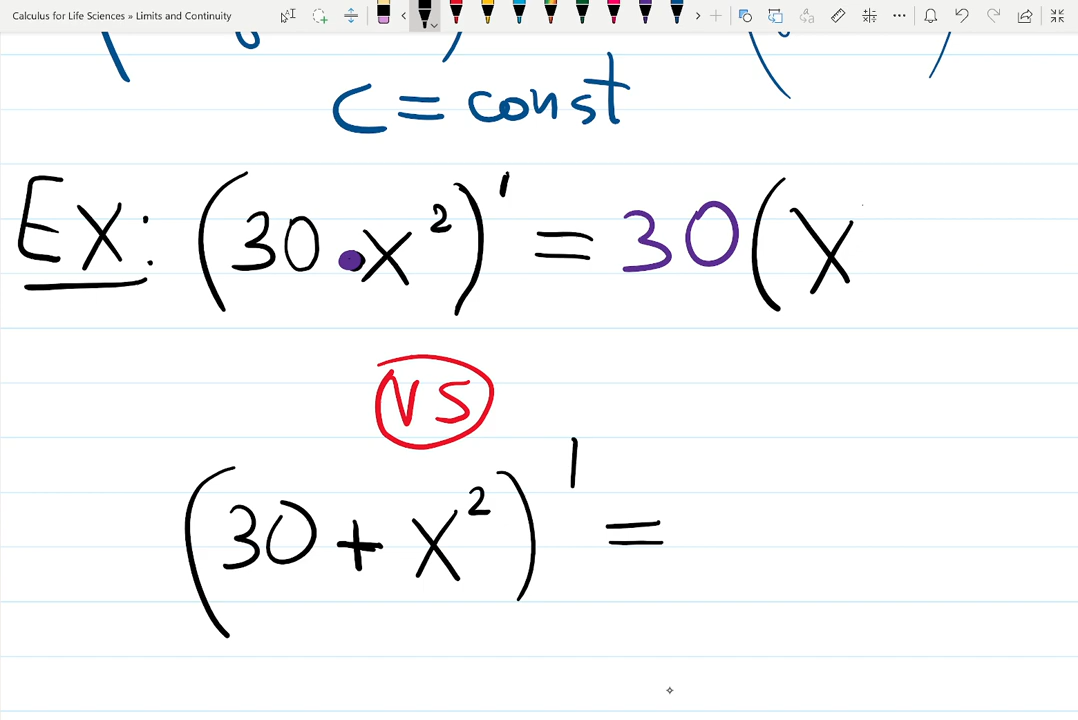 Calculus for Life Sciences » Limits and Continuity
c = const
Ex: (30 • x²)' = 30(x
VS
(30 + x²)' =